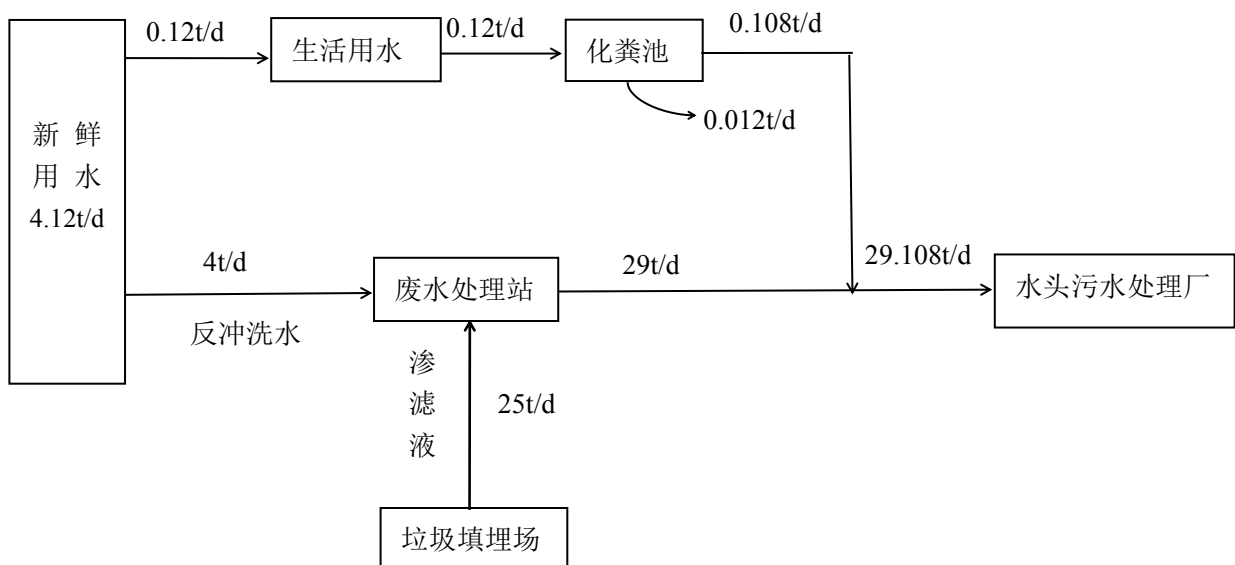 0.12t/d
生活用水
0.12t/d
化粪池
0.108t/d
0.012t/d
新 鲜
用 水
4.12t/d
4t/d
反冲洗水
废水处理站
29t/d
29.108t/d
水头污水处理厂
渗
滤
液
25t/d
垃圾填埋场